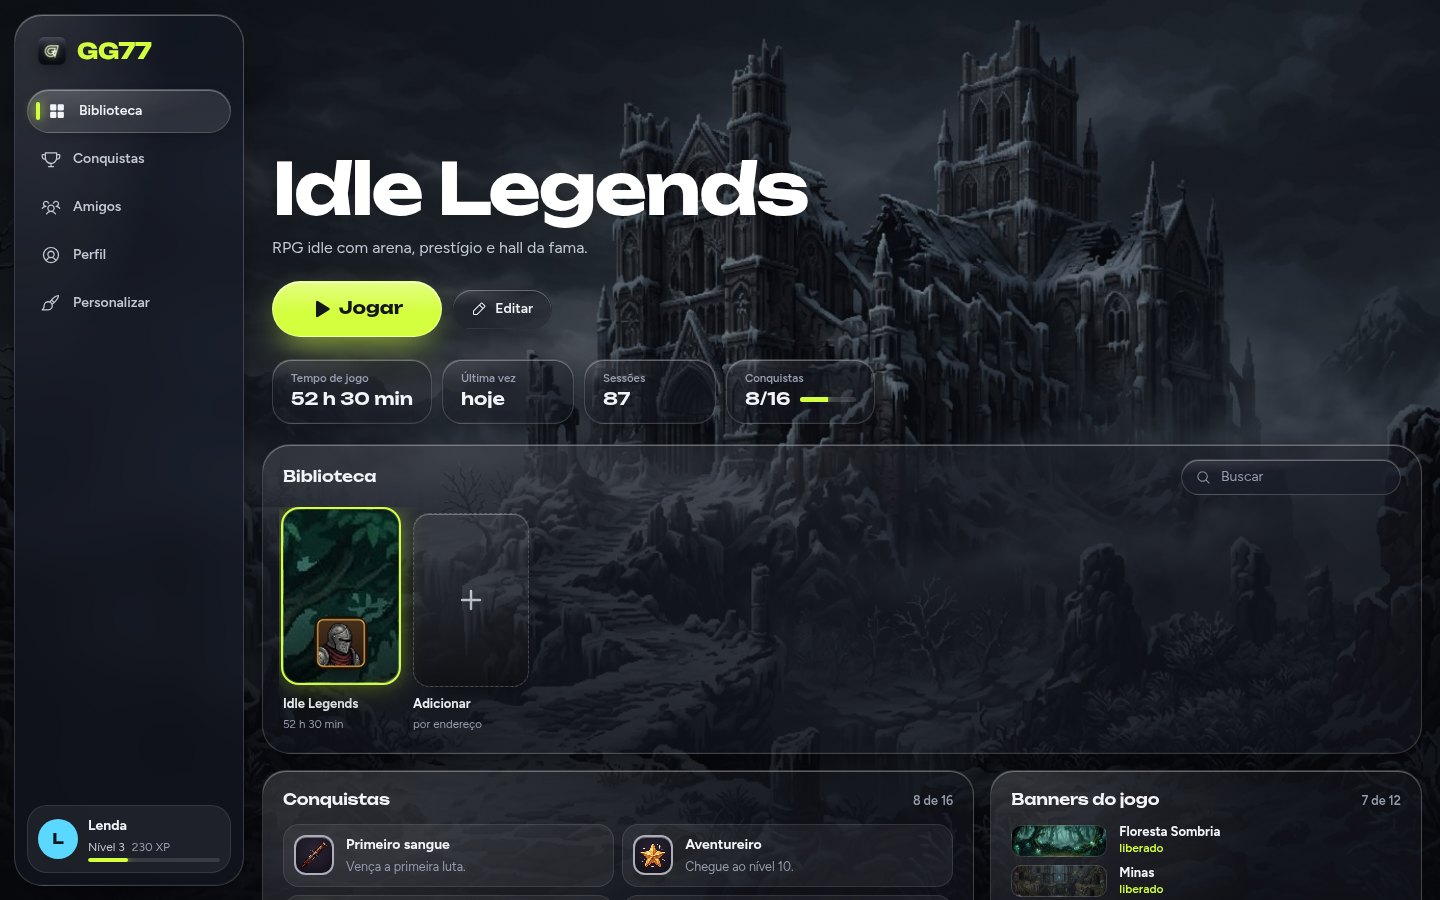 GG77
Biblioteca
Conquistas
Amigos
Perfil
Personalizar
L
Lenda
Nível 3 230 XP
Idle Legends
RPG idle com arena, prestígio e hall da fama.
Jogar
Editar
Tempo de jogo
52 h 30 min
Última vez
hoje
Sessões
87
Conquistas
8/16
Biblioteca
Buscar
Idle Legends
52 h 30 min
Adicionar
por endereço
Conquistas
8 de 16
Primeiro sangue
Vença a primeira luta.
Aventureiro
Chegue ao nível 10.
Banners do jogo
7 de 12
Floresta Sombria
liberado
Minas
liberado